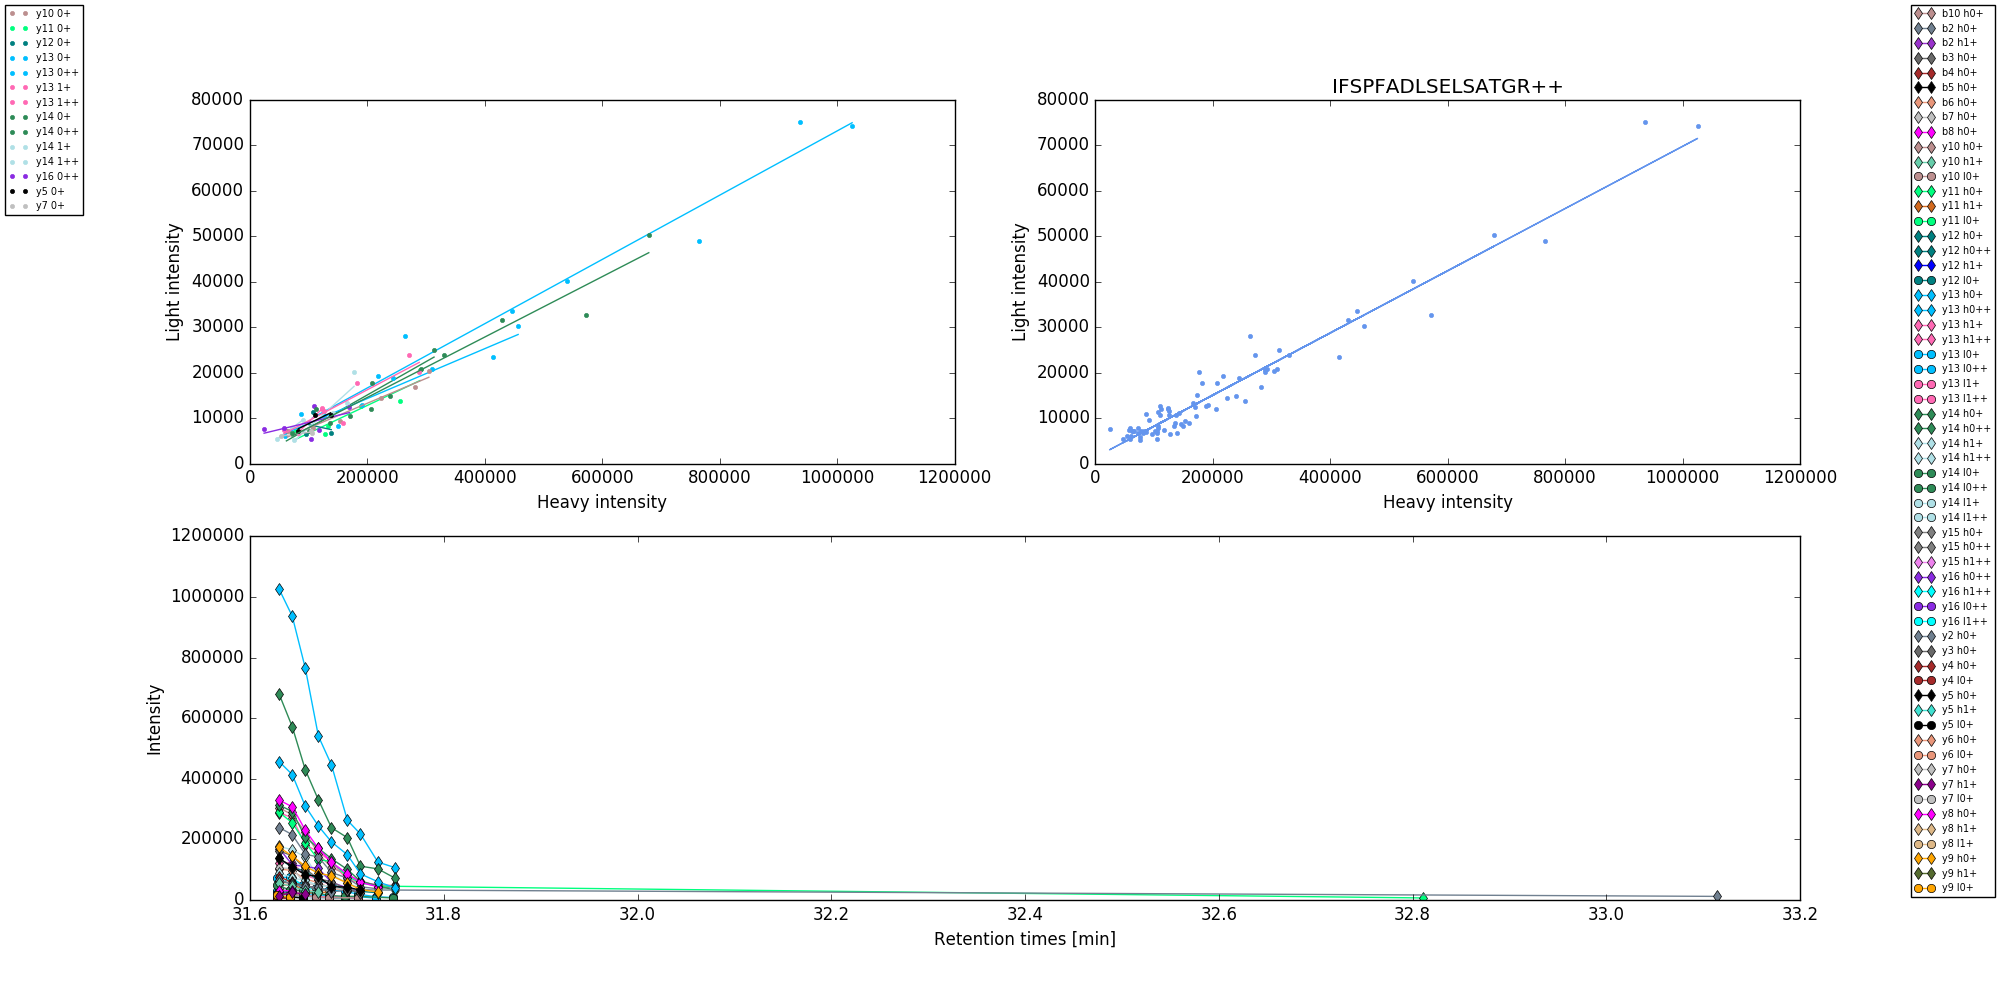 y10 0+
y11 0+
y12 0+
y13 0+
y13 0++
y13 1+
y13 1++
y14 0+
y14 0++
y14 1+
y14 1++
y16 0++
y5 0+
y7 0+
80000
70000
60000
50000
40000
30000
20000
10000
0
Light intensity
0 200000 400000 600000 800000 1000000 1200000
Heavy intensity
IFSPFADLSELSATGR++
80000
70000
60000
50000
40000
30000
20000
10000
0
Light intensity
0 200000 400000 600000 800000 1000000 1200000
Heavy intensity
1200000
1000000
800000
600000
400000
200000
0
Intensity
31.6 31.8 32.0 32.2 32.4 32.6 32.8 33.0 33.2
Retention times [min]
b10 h0+
b2 h0+
b2 h1+
b3 h0+
b4 h0+
b5 h0+
b6 h0+
b7 h0+
b8 h0+
y10 h0+
y10 h1+
y10 l0+
y11 h0+
y11 h1+
y11 l0+
y12 h0+
y12 h0++
y12 h1+
y12 l0+
y13 h0+
y13 h0++
y13 h1+
y13 h1++
y13 l0+
y13 l0++
y13 l1+
y13 l1++
y14 h0+
y14 h0++
y14 h1+
y14 h1++
y14 l0+
y14 l0++
y14 l1+
y14 l1++
y15 h0+
y15 h0++
y15 h1++
y16 h0++
y16 h1++
y16 l0++
y16 l1++
y2 h0+
y3 h0+
y4 h0+
y4 l0+
y5 h0+
y5 h1+
y5 l0+
y6 h0+
y6 l0+
y7 h0+
y7 h1+
y7 l0+
y8 h0+
y8 h1+
y8 l1+
y9 h0+
y9 h1+
y9 l0+